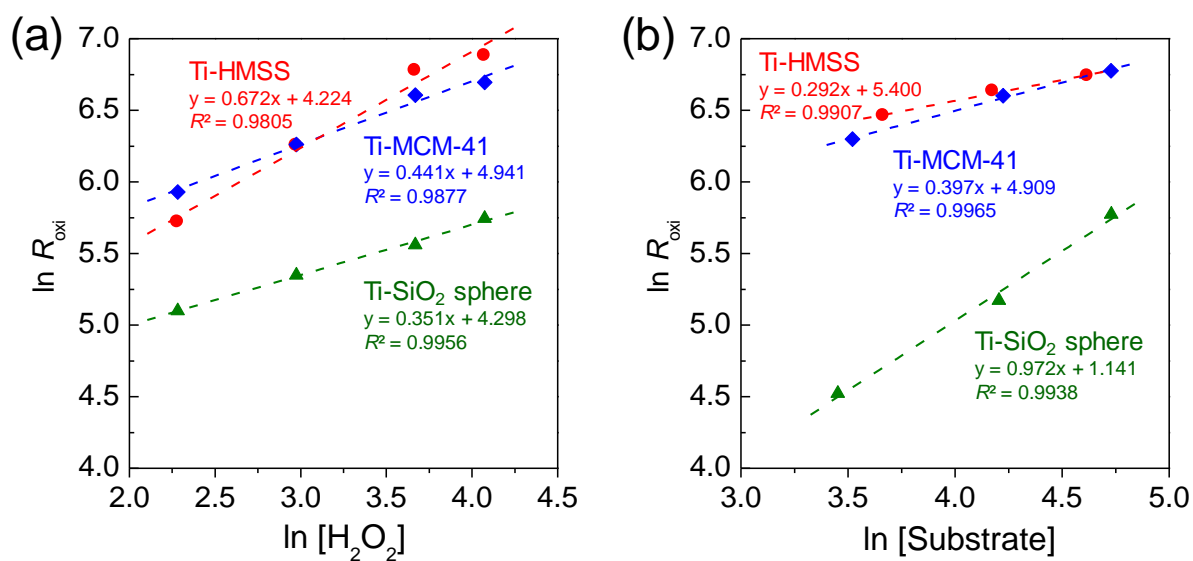 (a)
7.0
6.5
6.0
5.5
5.0
4.5
4.0
ln R_oxi
Ti-HMSS
y = 0.672x + 4.224
R² = 0.9805
Ti-MCM-41
y = 0.441x + 4.941
R² = 0.9877
Ti-SiO₂ sphere
y = 0.351x + 4.298
R² = 0.9956
2.0 2.5 3.0 3.5 4.0 4.5
ln [H₂O₂]
(b)
7.0
6.5
6.0
5.5
5.0
4.5
4.0
ln R_oxi
Ti-HMSS
y = 0.292x + 5.400
R² = 0.9907
Ti-MCM-41
y = 0.397x + 4.909
R² = 0.9965
Ti-SiO₂ sphere
y = 0.972x + 1.141
R² = 0.9938
3.0 3.5 4.0 4.5 5.0
ln [Substrate]